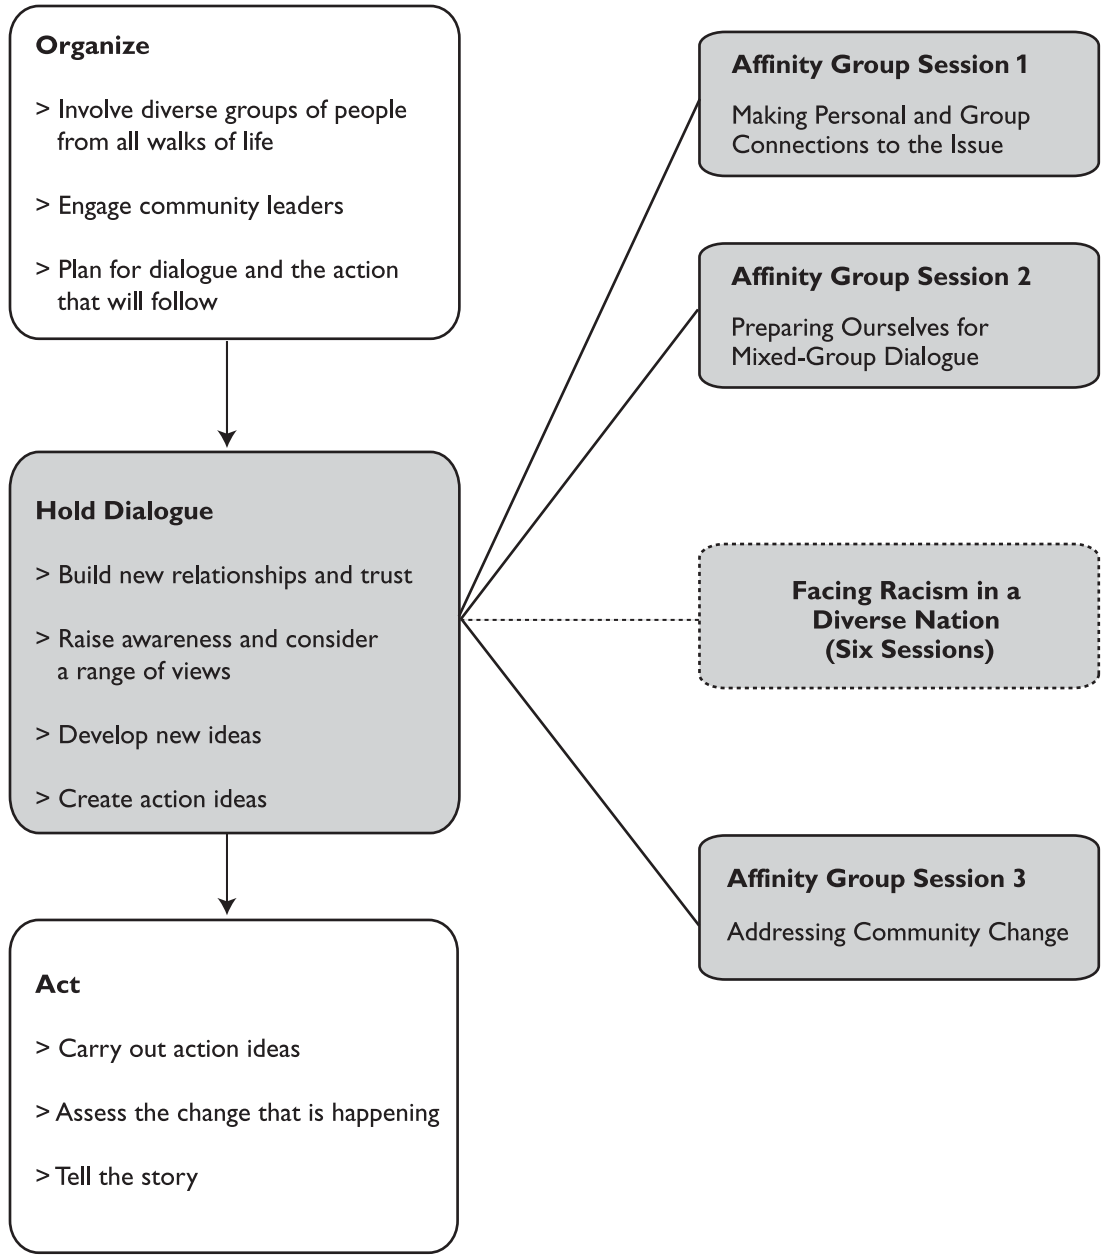 Organize
> Involve diverse groups of people
from all walks of life
> Engage community leaders
> Plan for dialogue and the action
that will follow
Hold Dialogue
> Build new relationships and trust
> Raise awareness and consider
a range of views
> Develop new ideas
> Create action ideas
Act
> Carry out action ideas
> Assess the change that is happening
> Tell the story
Affinity Group Session 1
Making Personal and Group
Connections to the Issue
Affinity Group Session 2
Preparing Ourselves for
Mixed-Group Dialogue
Facing Racism in a
Diverse Nation
(Six Sessions)
Affinity Group Session 3
Addressing Community Change